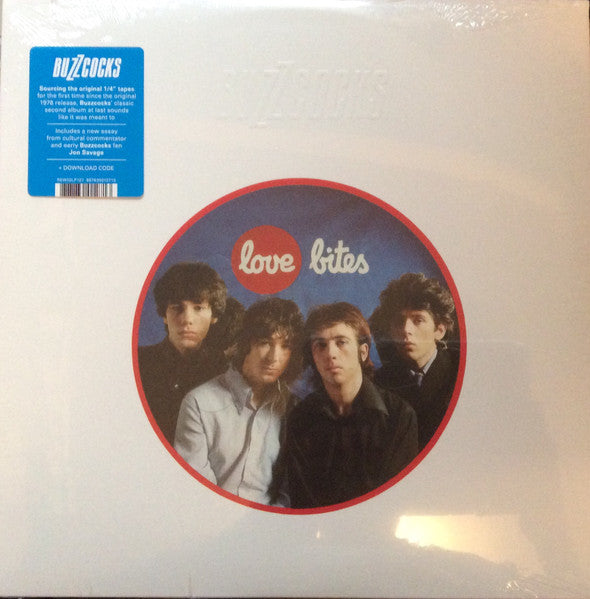 BUZZCOCKS
Sourcing the original 1/4" tapes
for the first time since the original
1978 release, Buzzcocks' classic
second album at last sounds
like it was meant to
Includes a new essay
from cultural commentator
and early Buzzcocks fan
Jon Savage
+ DOWNLOAD CODE
BUZZCOCKS
love bites